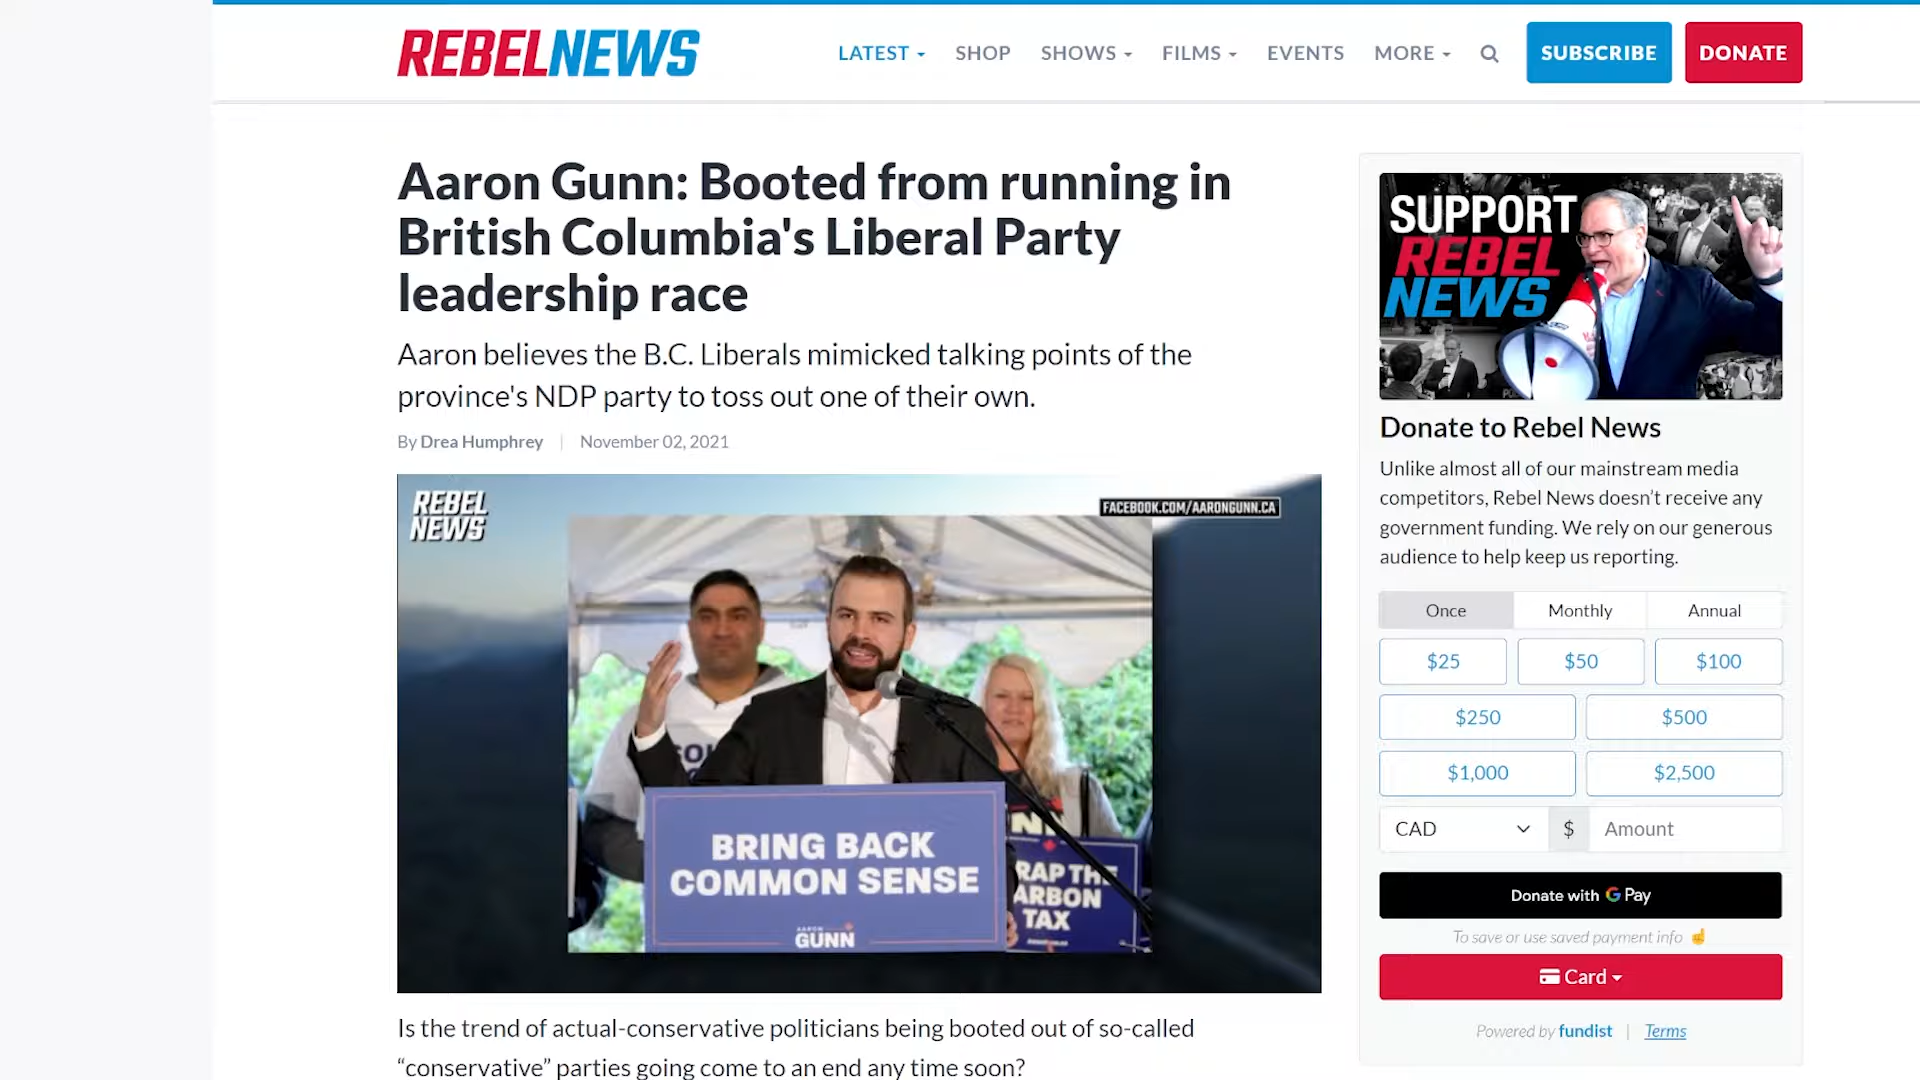 REBELNEWS
LATEST
SHOP
SHOWS
FILMS
EVENTS
MORE
SUBSCRIBE
DONATE
Aaron Gunn: Booted from running in
British Columbia's Liberal Party
leadership race
Aaron believes the B.C. Liberals mimicked talking points of the
province's NDP party to toss out one of their own.
By Drea Humphrey | November 02, 2021
REBEL
NEWS
FACEBOOK.COM/AARONGUNN.CA
BRING BACK
COMMON SENSE
AARON
GUNN
RAP THE
ARBON
TAX
Is the trend of actual-conservative politicians being booted out of so-called
“conservative” parties going come to an end any time soon?
SUPPORT
REBEL
NEWS
Donate to Rebel News
Unlike almost all of our mainstream media
competitors, Rebel News doesn’t receive any
government funding. We rely on our generous
audience to help keep us reporting.
Once
Monthly
Annual
$25
$50
$100
$250
$500
$1,000
$2,500
CAD
$
Amount
Donate with G Pay
To save or use saved payment info ☝
Card
Powered by fundist | Terms